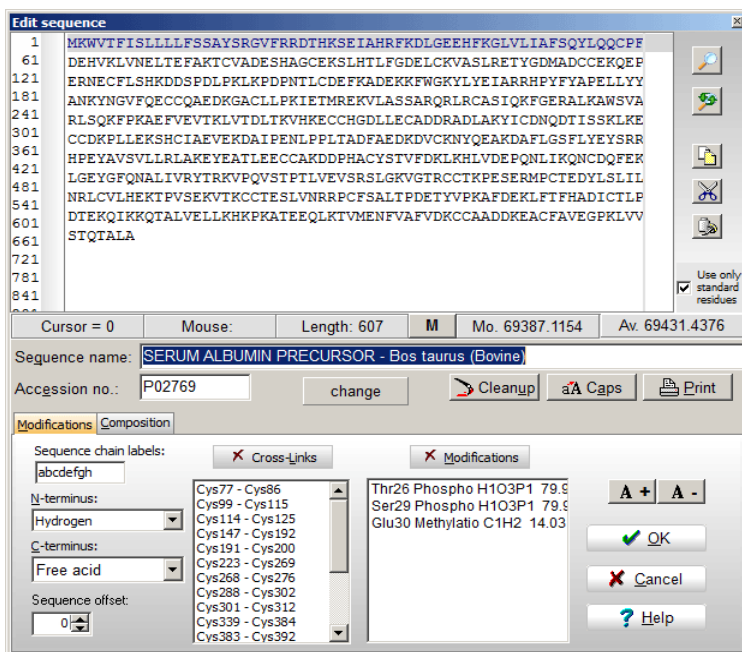 Edit sequence
1 MKWVTFISLLLLFSSAYSRGVFRRDTHKSEIAHRFKDLGEEHFKGLVLIAFSQYLQQCPF
61 DEHVKLVNELTEFAKTCVADESHAGCEKSLHTLFGDELCKVASLRETYGDMADCCEKQEP
121 ERNECFLSHKDDSPDLPKLKPDPNTLCDEFKADEKKFWGKYLYEIARRHPYFYAPELLYY
181 ANKYNGVFQECCQAEDKGACLLPKIETMREKVLASSARQRLRCASIQKFGERALKAWSVA
241 RLSQKFPKAEFVEVTKLVTDLTKVHKECCHGDLLECADDRADLAKYICDNQDTISSKLKE
301 CCDKPLLEKSHCIAEVEKDAIPENLPPLTADFAEDKDVCKNYQEAKDAFLGSFLYEYSRR
361 HPEYAVSVLLRLAKEYEATLEECCAKDDPHACYSTVFDKLKHLVDEPQNLIKQNCDQFEK
421 LGEYGFQNALIVRYTRKVPQVSTPTLVEVSRSLGKVGTRCCTKPESERMPCTEDYLSLIL
481 NRLCVLHEKTPVSEKVTKCCTESLVNRRPCFSALTPDETYVPKAFDEKLFTFHADICTLP
541 DTEKQIKKQTALVELLKHKPKATEEQLKTVMENFVAFVDKCCAADDKEACFAVEGPKLVV
601 STQTALA
661
721
781
841
Use only
standard
residues
Cursor = 0 Mouse: Length: 607 M Mo. 69387.1154 Av. 69431.4376
Sequence name: SERUM ALBUMIN PRECURSOR - Bos taurus (Bovine)
Accession no.: P02769 change Cleanup aA Caps Print
Modifications Composition
Sequence chain labels:
abcdefgh
N-terminus:
Hydrogen
C-terminus:
Free acid
Sequence offset:
0
Cross-Links
Cys77 - Cys86
Cys99 - Cys115
Cys114 - Cys125
Cys147 - Cys192
Cys191 - Cys200
Cys223 - Cys269
Cys268 - Cys276
Cys288 - Cys302
Cys301 - Cys312
Cys339 - Cys384
Cys383 - Cys392
Modifications
Thr26 Phospho H1O3P1 79.9
Ser29 Phospho H1O3P1 79.9
Glu30 Methylatio C1H2 14.03
A + A -
OK
Cancel
Help